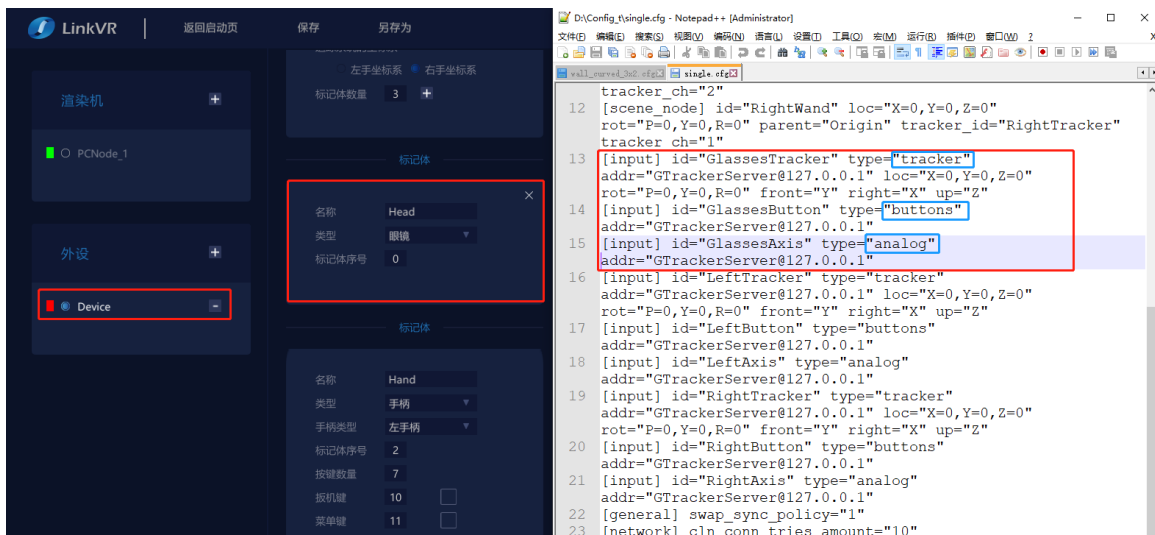 LinkVR
返回启动页
保存
另存为
渲染机
+
PCNode_1
外设
+
Device
-
左手坐标系
右手坐标系
标记体数量 3 +
标记体
×
名称 Head
类型 眼镜
标记体序号 0
标记体
名称 Hand
类型 手柄
手柄类型 左手柄
标记体序号 2
按键数量 7
扳机键 10
菜单键 11
D:\Config_t\single.cfg - Notepad++ [Administrator]
文件(F) 编辑(E) 搜索(S) 视图(V) 编码(N) 语言(L) 设置(T) 工具(O) 宏(M) 运行(R) 插件(P) 窗口(W) ? X
wall_curved_3x2.cfg single.cfg
tracker_ch="2"
12 [scene_node] id="RightWand" loc="X=0,Y=0,Z=0"
rot="P=0,Y=0,R=0" parent="Origin" tracker_id="RightTracker"
tracker_ch="1"
13 [input] id="GlassesTracker" type="tracker"
addr="GTrackerServer@127.0.0.1" loc="X=0,Y=0,Z=0"
rot="P=0,Y=0,R=0" front="Y" right="X" up="Z"
14 [input] id="GlassesButton" type="buttons"
addr="GTrackerServer@127.0.0.1"
15 [input] id="GlassesAxis" type="analog"
addr="GTrackerServer@127.0.0.1"
16 [input] id="LeftTracker" type="tracker"
addr="GTrackerServer@127.0.0.1" loc="X=0,Y=0,Z=0"
rot="P=0,Y=0,R=0" front="Y" right="X" up="Z"
17 [input] id="LeftButton" type="buttons"
addr="GTrackerServer@127.0.0.1"
18 [input] id="LeftAxis" type="analog"
addr="GTrackerServer@127.0.0.1"
19 [input] id="RightTracker" type="tracker"
addr="GTrackerServer@127.0.0.1" loc="X=0,Y=0,Z=0"
rot="P=0,Y=0,R=0" front="Y" right="X" up="Z"
20 [input] id="RightButton" type="buttons"
addr="GTrackerServer@127.0.0.1"
21 [input] id="RightAxis" type="analog"
addr="GTrackerServer@127.0.0.1"
22 [general] swap_sync_policy="1"
23 [network] cln_conn_tries_amount="10"